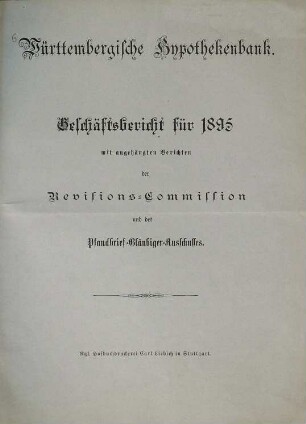 Württembergische Hypothekenbank.
Geschäftsbericht für 1895
mit angehängten Berichten
der
Revisions-Commission
und des
Pfandbrief-Gläubiger-Ausschusses.
Kgl. Hofbuchdruckerei Carl Liebich in Stuttgart.